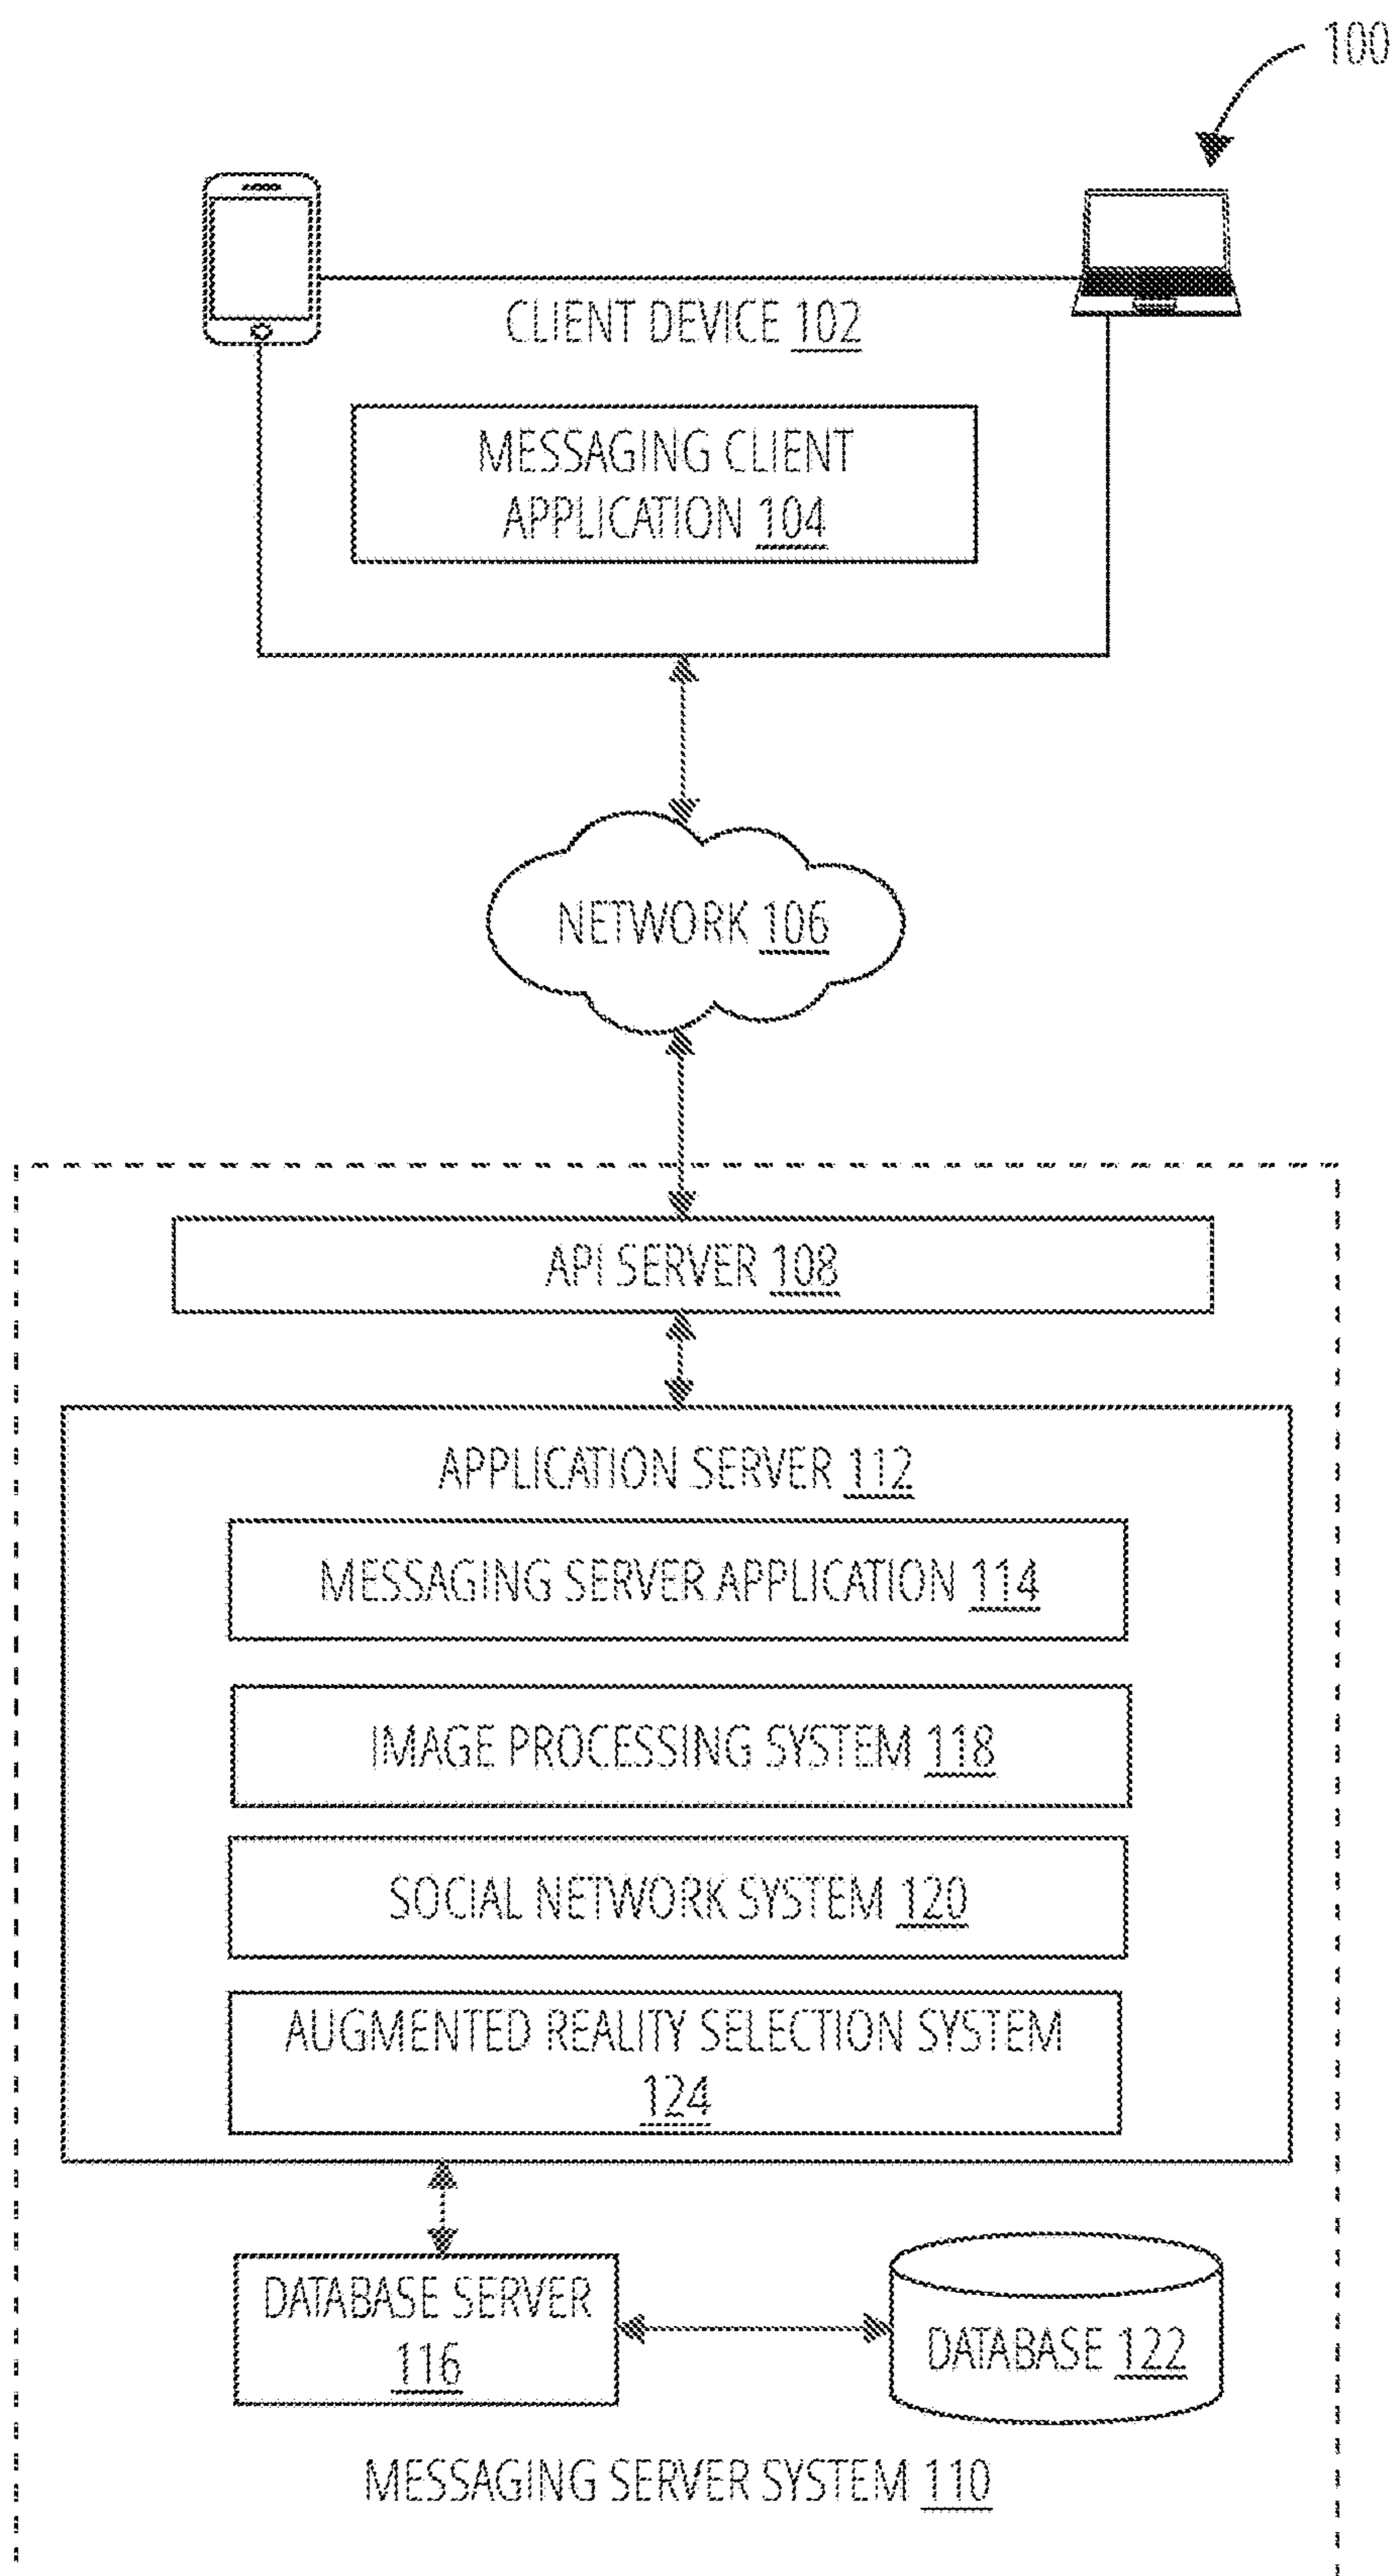 100
CLIENT DEVICE 102
MESSAGING CLIENT
APPLICATION 104
NETWORK 106
API SERVER 108
APPLICATION SERVER 112
MESSAGING SERVER APPLICATION 114
IMAGE PROCESSING SYSTEM 118
SOCIAL NETWORK SYSTEM 120
AUGMENTED REALITY SELECTION SYSTEM
124
DATABASE SERVER
116
DATABASE 122
MESSAGING SERVER SYSTEM 110